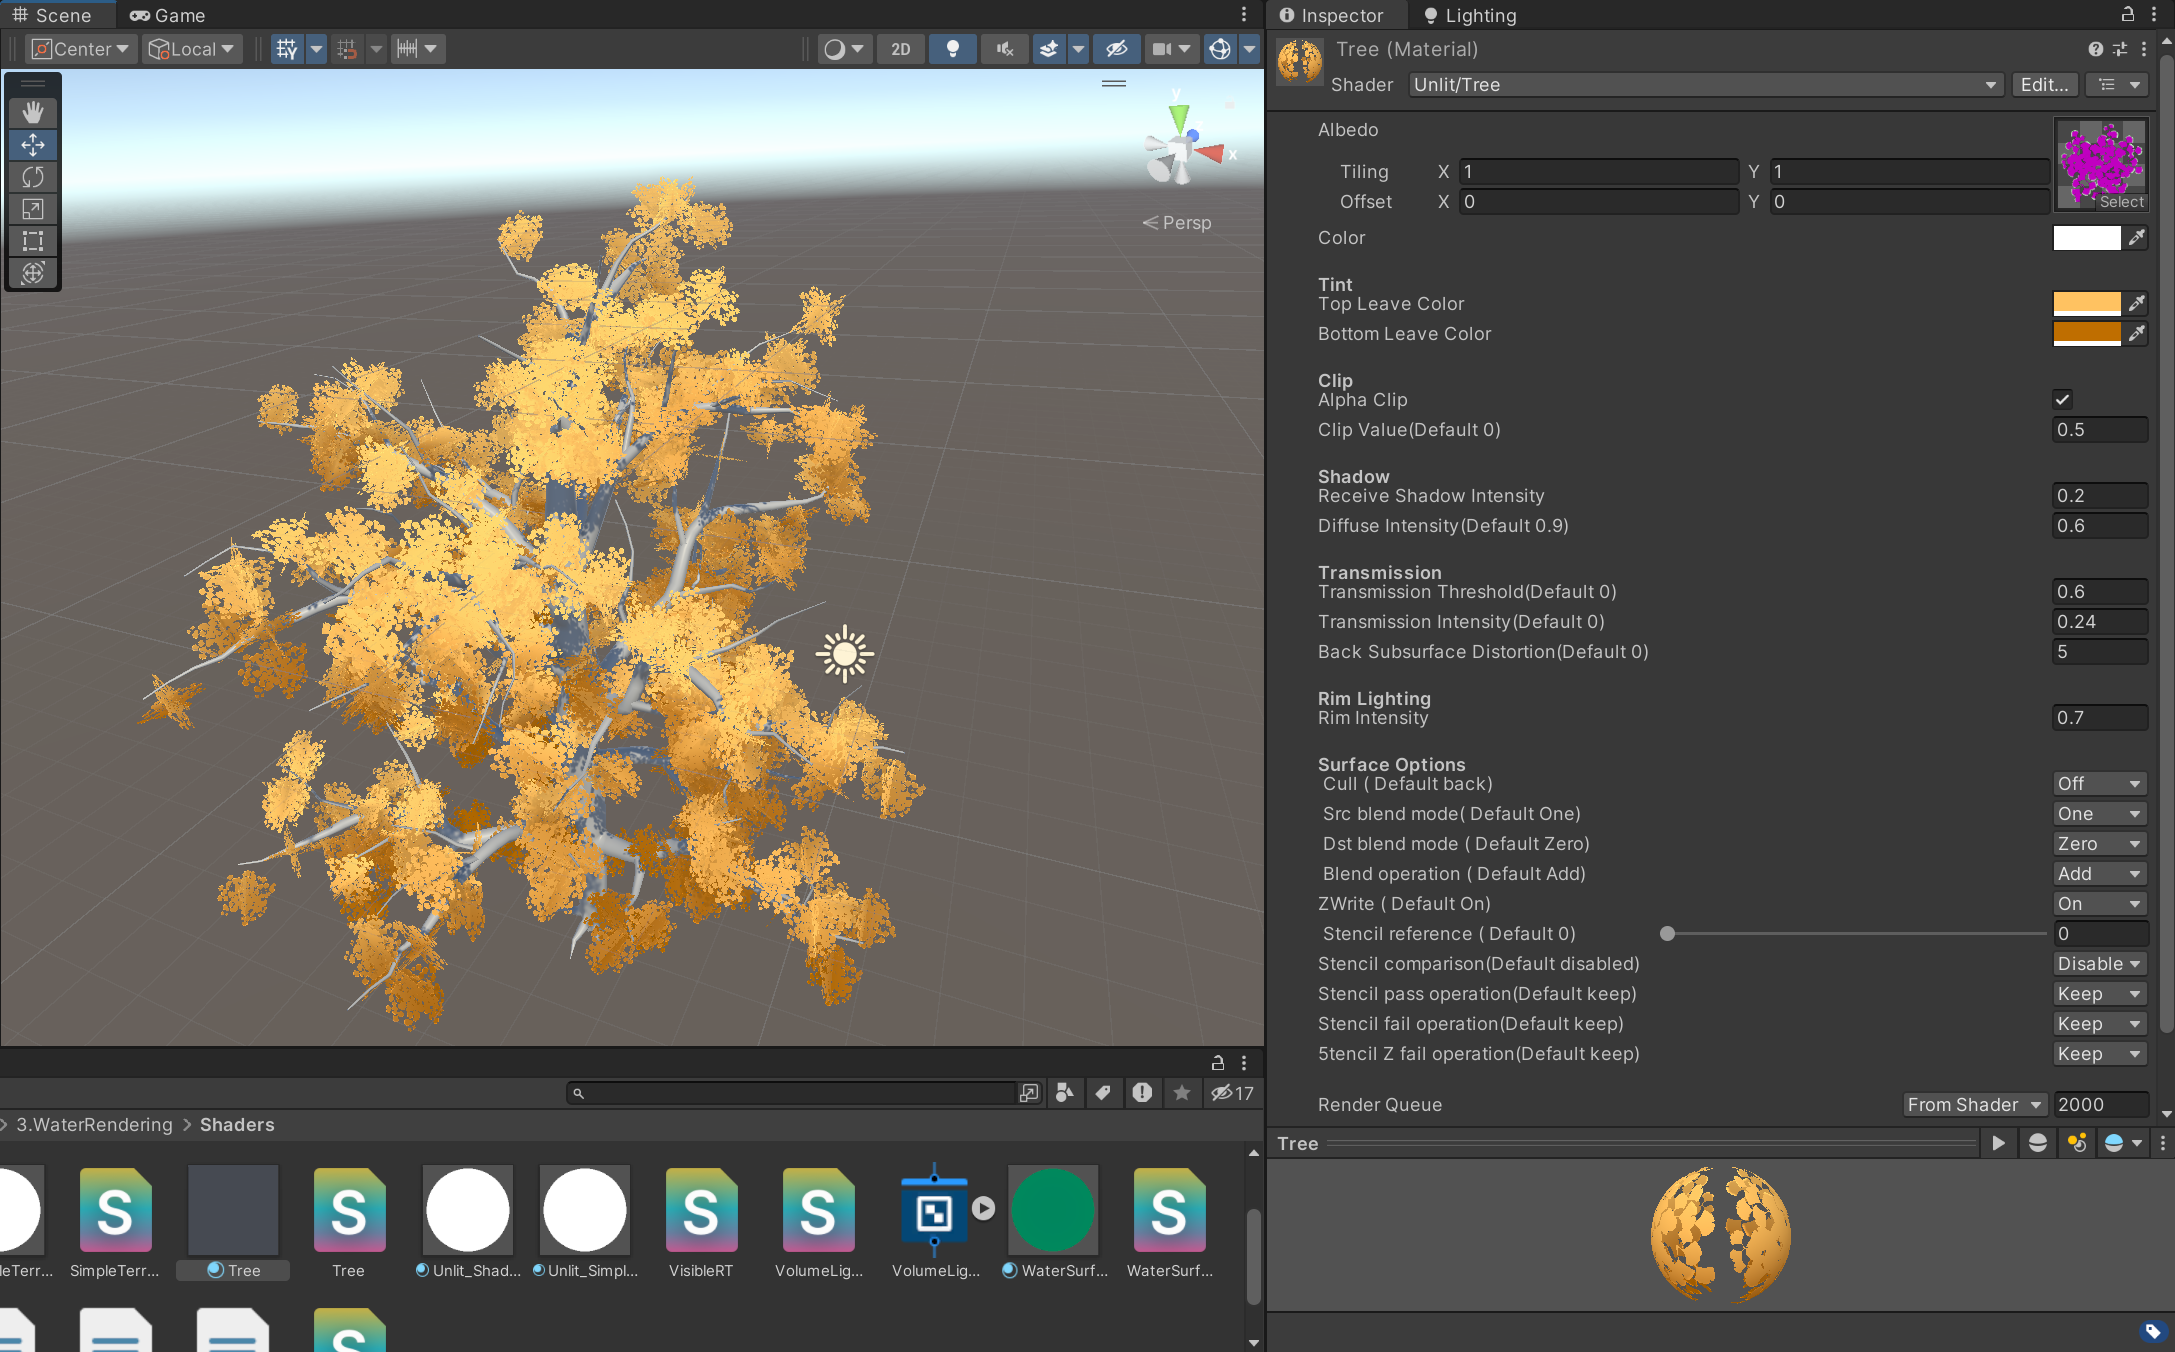 Scene
Game
Center
Local
2D
y
x
Persp
17
3.WaterRendering > Shaders
leTerr...
SimpleTerr...
Tree
Tree
Unlit_Shad...
Unlit_Simpl...
VisibleRT
VolumeLig...
VolumeLig...
WaterSurf...
WaterSurf...
Inspector
Lighting
Tree (Material)
Shader Unlit/Tree Edit...
Albedo
Tiling X 1 Y 1
Offset X 0 Y 0
Select
Color
Tint
Top Leave Color
Bottom Leave Color
Clip
Alpha Clip
Clip Value(Default 0) 0.5
Shadow
Receive Shadow Intensity 0.2
Diffuse Intensity(Default 0.9) 0.6
Transmission
Transmission Threshold(Default 0) 0.6
Transmission Intensity(Default 0) 0.24
Back Subsurface Distortion(Default 0) 5
Rim Lighting
Rim Intensity 0.7
Surface Options
Cull ( Default back) Off
Src blend mode( Default One) One
Dst blend mode ( Default Zero) Zero
Blend operation ( Default Add) Add
ZWrite ( Default On) On
Stencil reference ( Default 0) 0
Stencil comparison(Default disabled) Disable
Stencil pass operation(Default keep) Keep
Stencil fail operation(Default keep) Keep
5tencil Z fail operation(Default keep) Keep
Render Queue From Shader 2000
Tree